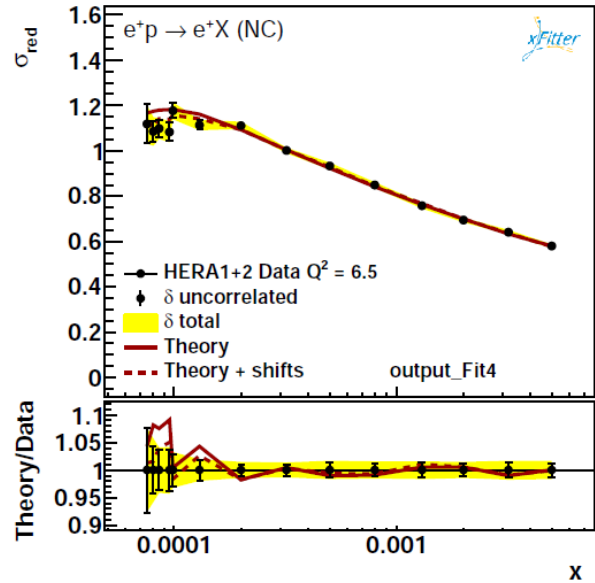 1.6
e⁺p → e⁺X (NC)
xFitter
σred
1.4
1.2
1
0.8
0.6
HERA1+2 Data Q² = 6.5
0.4
δ uncorrelated
δ total
0.2
Theory
Theory + shifts
output_Fit4
0
Theory/Data
1.1
1.05
1
0.95
0.9
0.0001
0.001
x